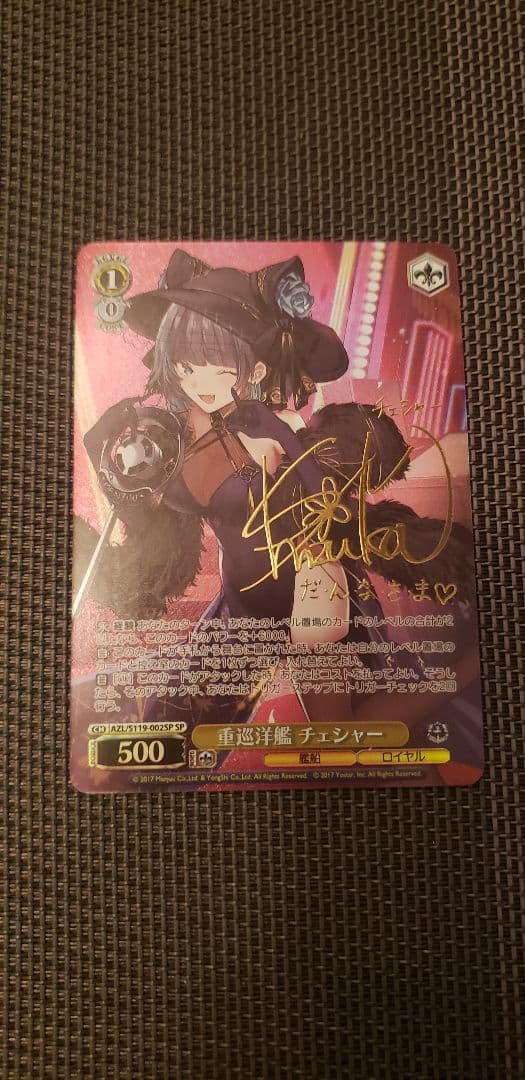 1
0
チェシャー
だんなさま♡
【永】 経験 あなたのターン中、あなたのレベル置場のカードのレベルの合計が2
以上なら、このカードのパワーを+6000。
【自】 このカードが手札から舞台に置かれた時、あなたは自分のレベル置場の
カードと控え室のカードを1枚ずつ選び、入れ替えてよい。
【自】［①］ このカードがアタックした時、あなたはコストを払ってよい。そうし
たら、そのアタック中、あなたはトリガーステップにトリガーチェックを2回
行う。
CH AZL/S119-002SP SP
500
重巡洋艦 チェシャー
艦船 ロイヤル
© 2017 Manjuu Co.,Ltd & YongShi Co.,Ltd. All Rights Reserved. © 2017 Yostar, Inc. All Rights Reserved.